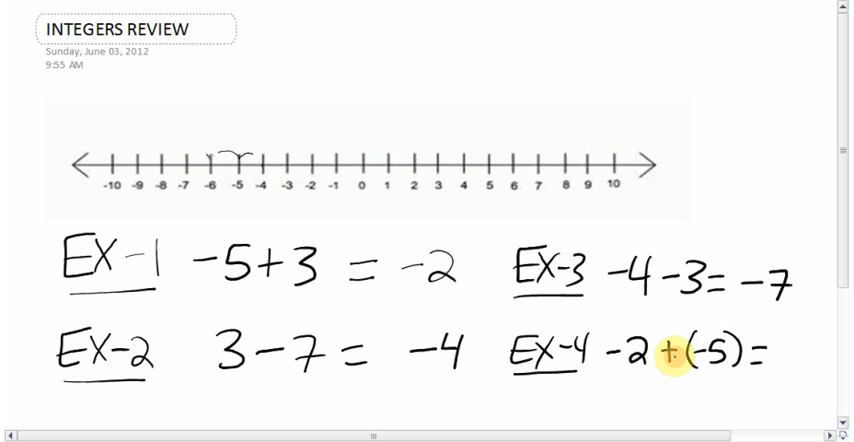 INTEGERS REVIEW
Sunday, June 03, 2012
9:55 AM
-10 -9 -8 -7 -6 -5 -4 -3 -2 -1 0 1 2 3 4 5 6 7 8 9 10
EX-1 -5+3 = -2
EX-3 -4-3= -7
EX-2 3-7= -4
EX-4 -2+(-5)=